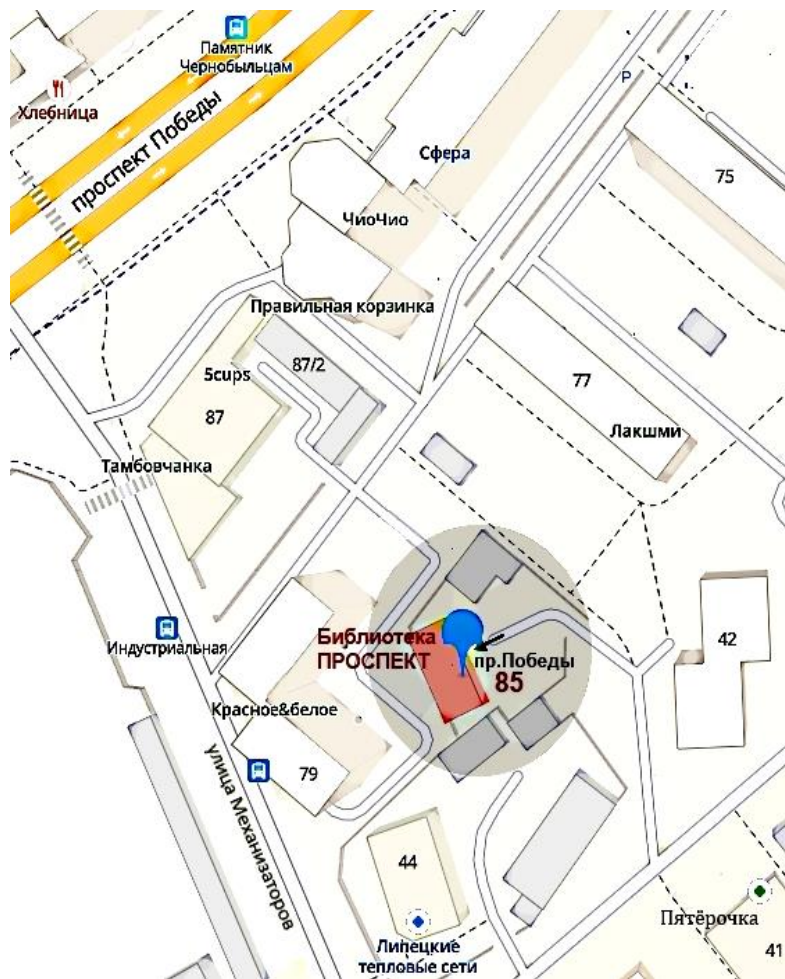 Памятник
Чернобыльцам
Хлебница
проспект Победы
P
Сфера
75
ЧиоЧио
Правильная корзинка
87/2
5cups
77
87
Лакшми
Тамбовчанка
Индустриальная
Библиотека
ПРОСПЕКТ
пр.Победы
85
42
Красное&белое
79
улица Механизаторов
44
Пятёрочка
41
Липецкие
тепловые сети